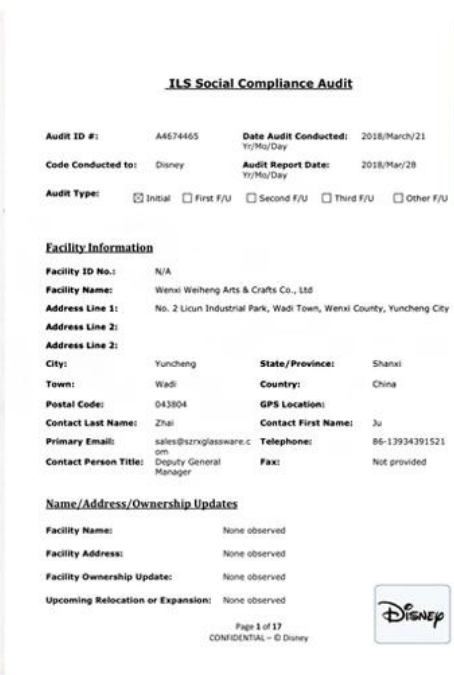 ILS Social Compliance Audit
Audit ID #: A4674465 Date Audit Conducted: 2018/March/21
Yr/Mo/Day
Code Conducted to: Disney Audit Report Date: 2018/Mar/28
Yr/Mo/Day
Audit Type: ☒ Initial ☐ First F/U ☐ Second F/U ☐ Third F/U ☐ Other F/U
Facility Information
Facility ID No.: N/A
Facility Name: Wenxi Weiheng Arts & Crafts Co., Ltd
Address Line 1: No. 2 Licun Industrial Park, Wadi Town, Wenxi County, Yuncheng City
Address Line 2:
Address Line 2:
City: Yuncheng State/Province: Shanxi
Town: Wadi Country: China
Postal Code: 043804 GPS Location:
Contact Last Name: Zhai Contact First Name: Ju
Primary Email: sales@szrxglassware.c Telephone: 86-13934391521
om
Contact Person Title: Deputy General Fax: Not provided
Manager
Name/Address/Ownership Updates
Facility Name: None observed
Facility Address: None observed
Facility Ownership Update: None observed
Upcoming Relocation or Expansion: None observed
Page 1 of 17
CONFIDENTIAL – © Disney
Disney